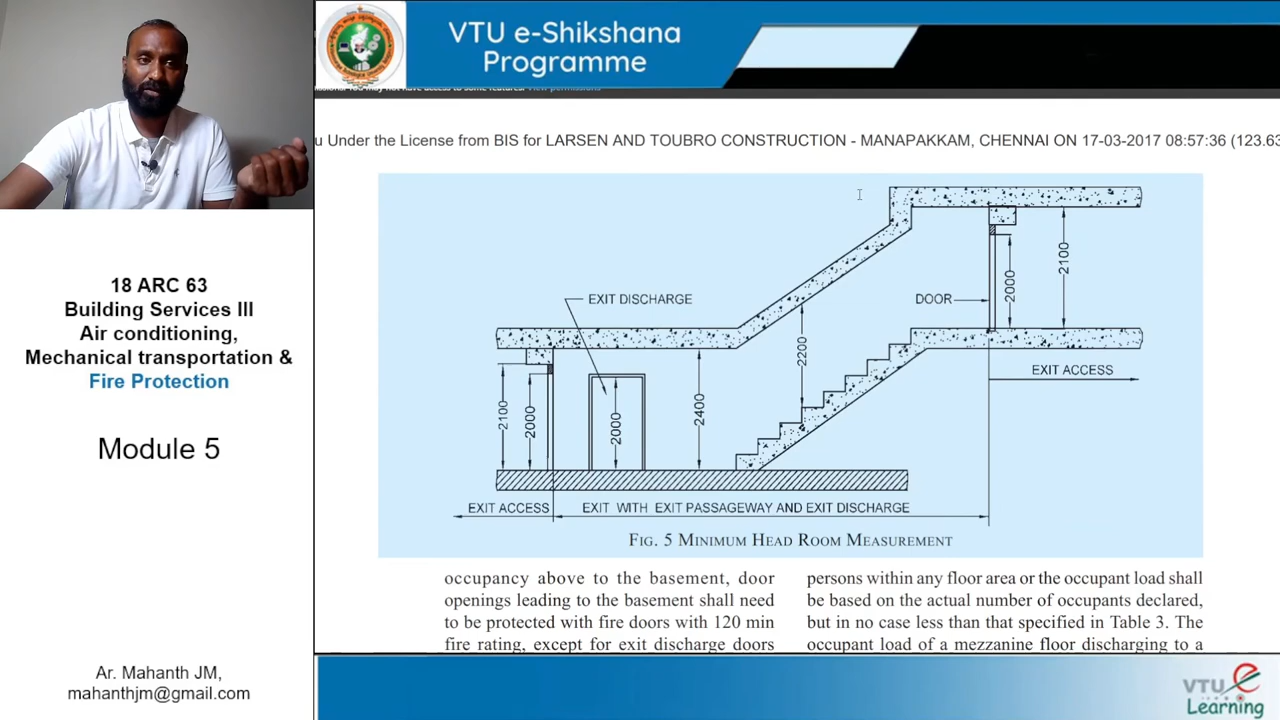 VTU e-Shikshana
Programme
some features. View permissions
u Under the License from BIS for LARSEN AND TOUBRO CONSTRUCTION - MANAPAKKAM, CHENNAI ON 17-03-2017 08:57:36 (123.63
18 ARC 63
Building Services III
Air conditioning,
Mechanical transportation &
Fire Protection
Module 5
Ar. Mahanth JM,
mahanthjm@gmail.com
EXIT DISCHARGE
DOOR
2000
2100
2200
EXIT ACCESS
2100
2000
2000
2400
EXIT ACCESS
EXIT WITH EXIT PASSAGEWAY AND EXIT DISCHARGE
FIG. 5 MINIMUM HEAD ROOM MEASUREMENT
occupancy above to the basement, door
openings leading to the basement shall need
to be protected with fire doors with 120 min
fire rating, except for exit discharge doors
persons within any floor area or the occupant load shall
be based on the actual number of occupants declared,
but in no case less than that specified in Table 3. The
occupant load of a mezzanine floor discharging to a
VTU
Learning